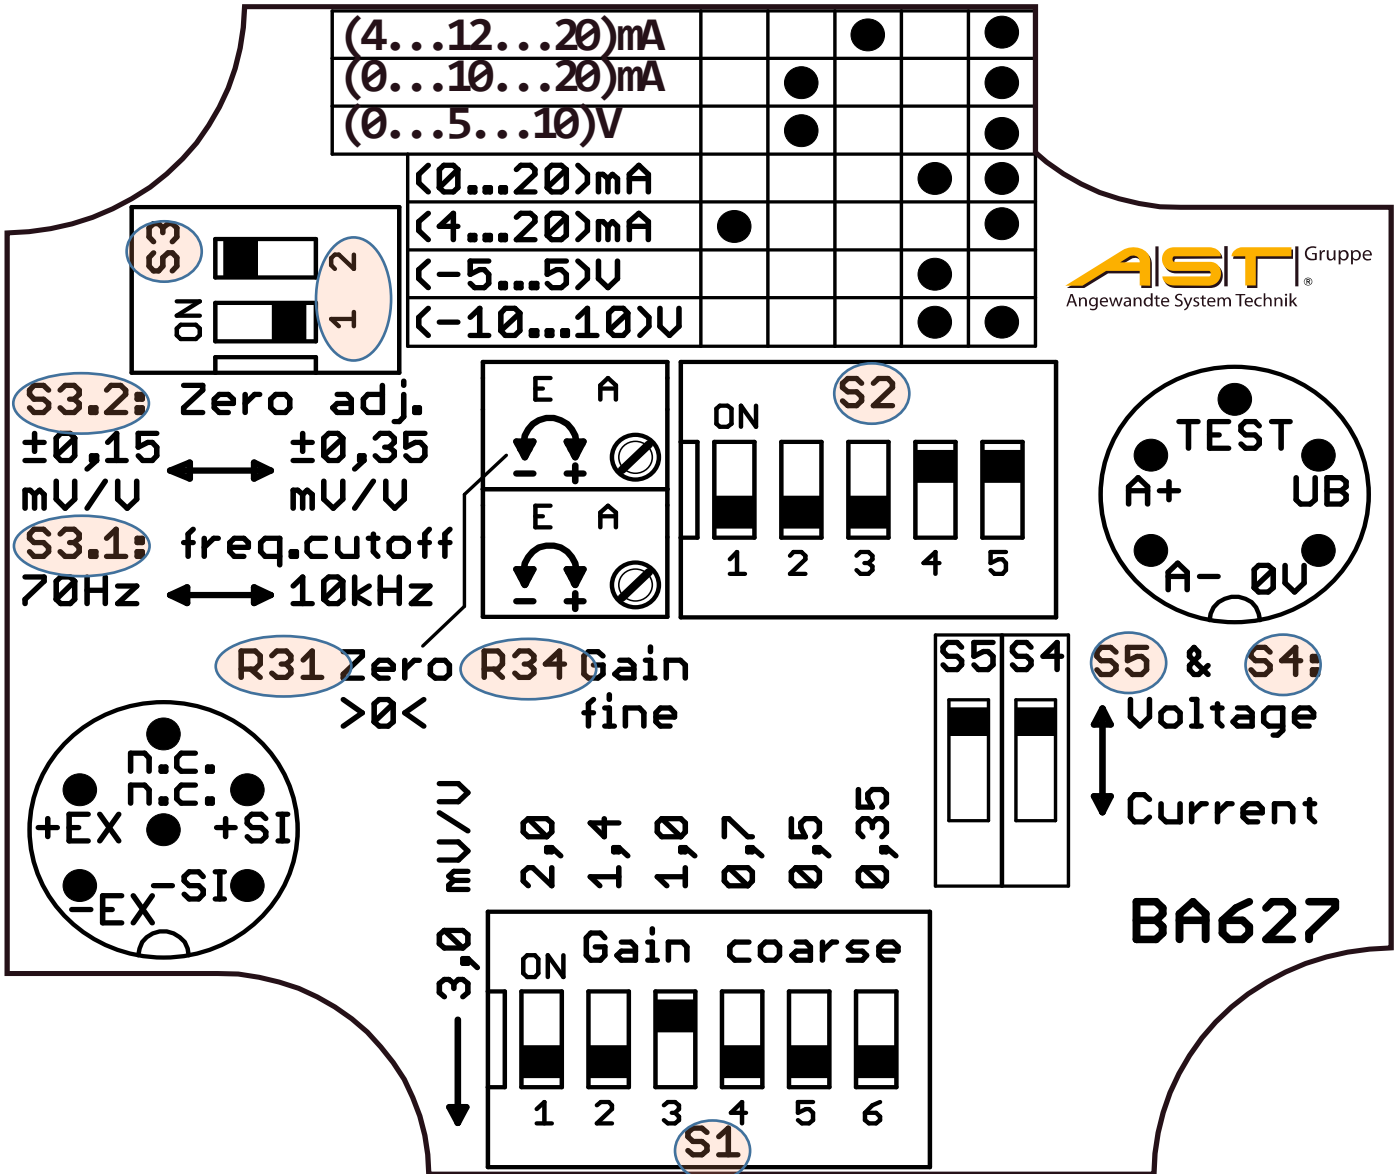 (4...12...20)mA
(0...10...20)mA
(0...5...10)V
(0...20)mA
(4...20)mA
(-5...5)V
(-10...10)V
S3
2
ON
1
AST Gruppe
®
Angewandte System Technik
S3.2: Zero adj.
±0,15 ±0,35
mV/V mV/V
S3.1: freq.cutoff
70Hz 10kHz
E A
- +
E A
- +
S2
ON
1 2 3 4 5
TEST
A+ UB
A- 0V
R31 Zero
>0<
R34 Gain
fine
S5 S4
S5 & S4:
Voltage
Current
n.c.
n.c.
+EX +SI
-EX -SI
mV/V
3,0
2,0
1,4
1,0
0,7
0,5
0,35
BA627
Gain coarse
ON
1 2 3 4 5 6
S1